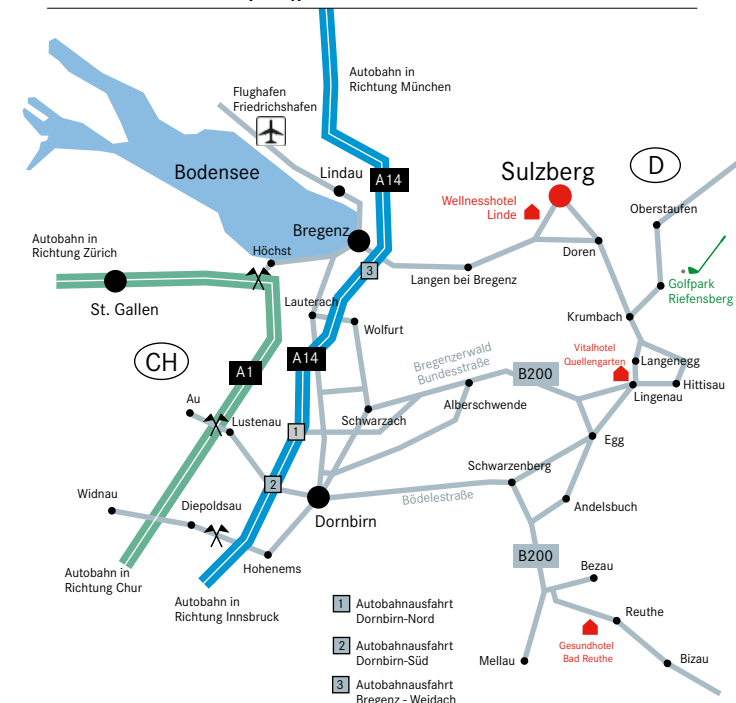 Autobahn in
Richtung München
Flughafen
Friedrichshafen
Bodensee
Lindau
A14
Sulzberg
D
Wellnesshotel
Linde
Oberstaufen
Bregenz
Autobahn in
Richtung Zürich
Höchst
Doren
3
Langen bei Bregenz
Golfpark
Riefensberg
St. Gallen
Lauterach
Wolfurt
Krumbach
CH
A1
A14
Bregenzerwald
Bundesstraße
B200
Vitalhotel
Quellengarten
Langenegg
Hittisau
Lingenau
Au
Lustenau
Schwarzach
Alberschwende
1
Egg
Schwarzenberg
2
Widnau
Diepoldsau
Bödelestraße
Andelsbuch
Dornbirn
Hohenems
B200
Bezau
Autobahn in
Richtung Chur
Autobahn in
Richtung Innsbruck
1 Autobahnausfahrt
Dornbirn-Nord
2 Autobahnausfahrt
Dornbirn-Süd
3 Autobahnausfahrt
Bregenz - Weidach
Reuthe
Gesundhotel
Bad Reuthe
Mellau
Bizau